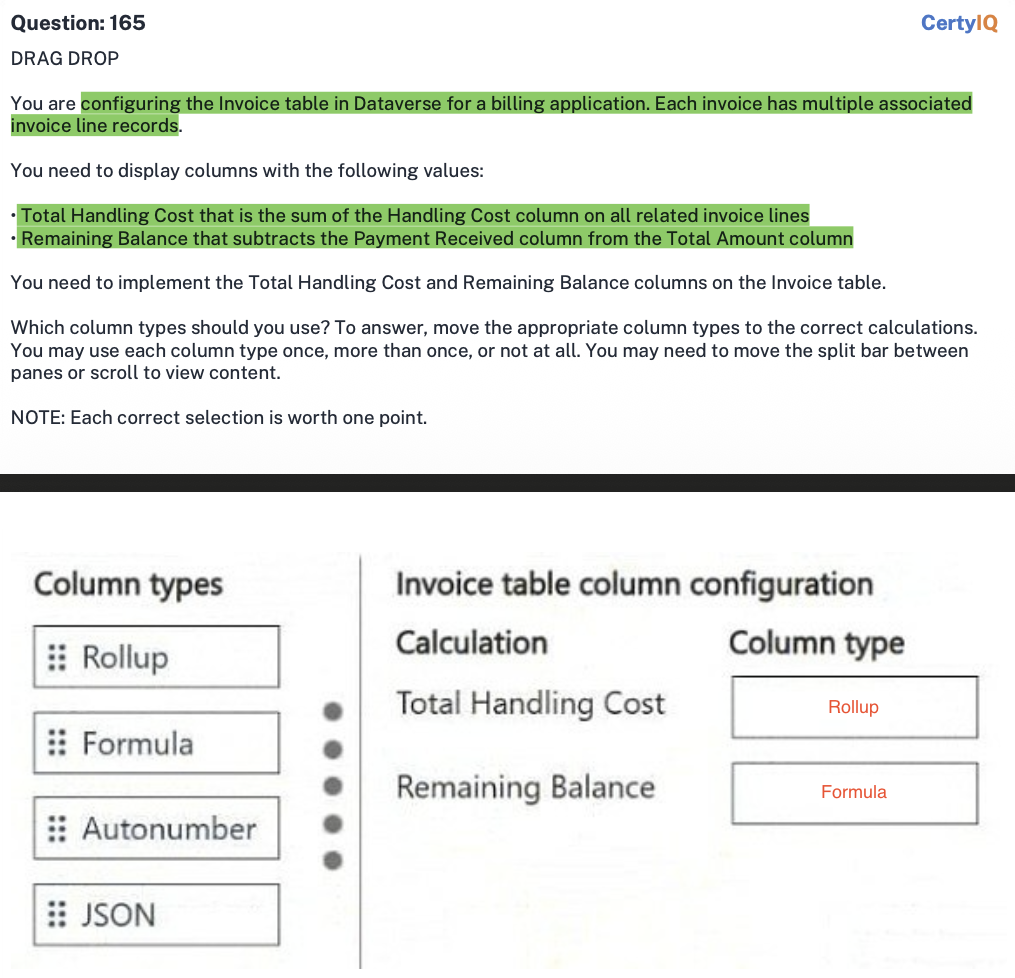 Question: 165
CertyIQ
DRAG DROP
You are configuring the Invoice table in Dataverse for a billing application. Each invoice has multiple associated
invoice line records.
You need to display columns with the following values:
• Total Handling Cost that is the sum of the Handling Cost column on all related invoice lines
• Remaining Balance that subtracts the Payment Received column from the Total Amount column
You need to implement the Total Handling Cost and Remaining Balance columns on the Invoice table.
Which column types should you use? To answer, move the appropriate column types to the correct calculations.
You may use each column type once, more than once, or not at all. You may need to move the split bar between
panes or scroll to view content.
NOTE: Each correct selection is worth one point.
Column types
Rollup
Formula
Autonumber
JSON
Invoice table column configuration
Calculation
Column type
Total Handling Cost
Rollup
Remaining Balance
Formula